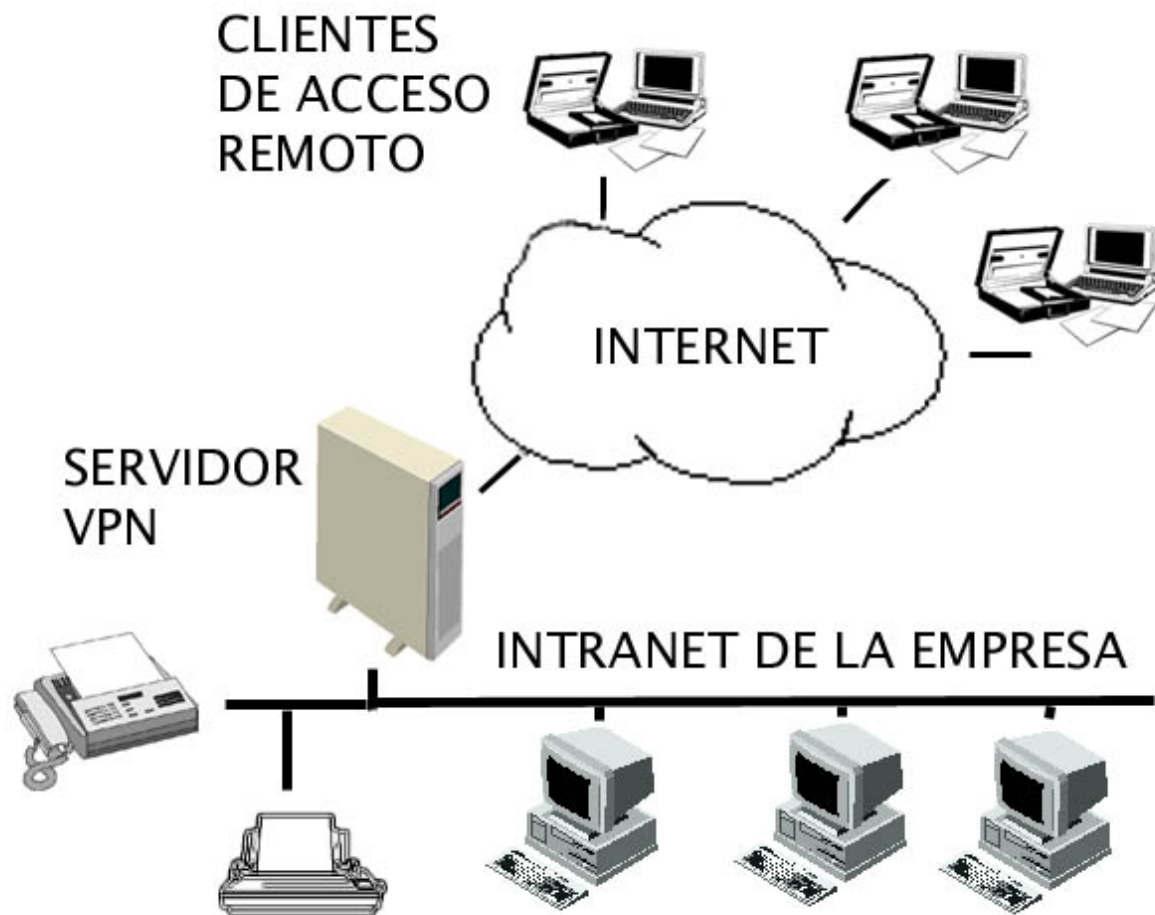 CLIENTES
DE ACCESO
REMOTO
INTERNET
SERVIDOR
VPN
INTRANET DE LA EMPRESA